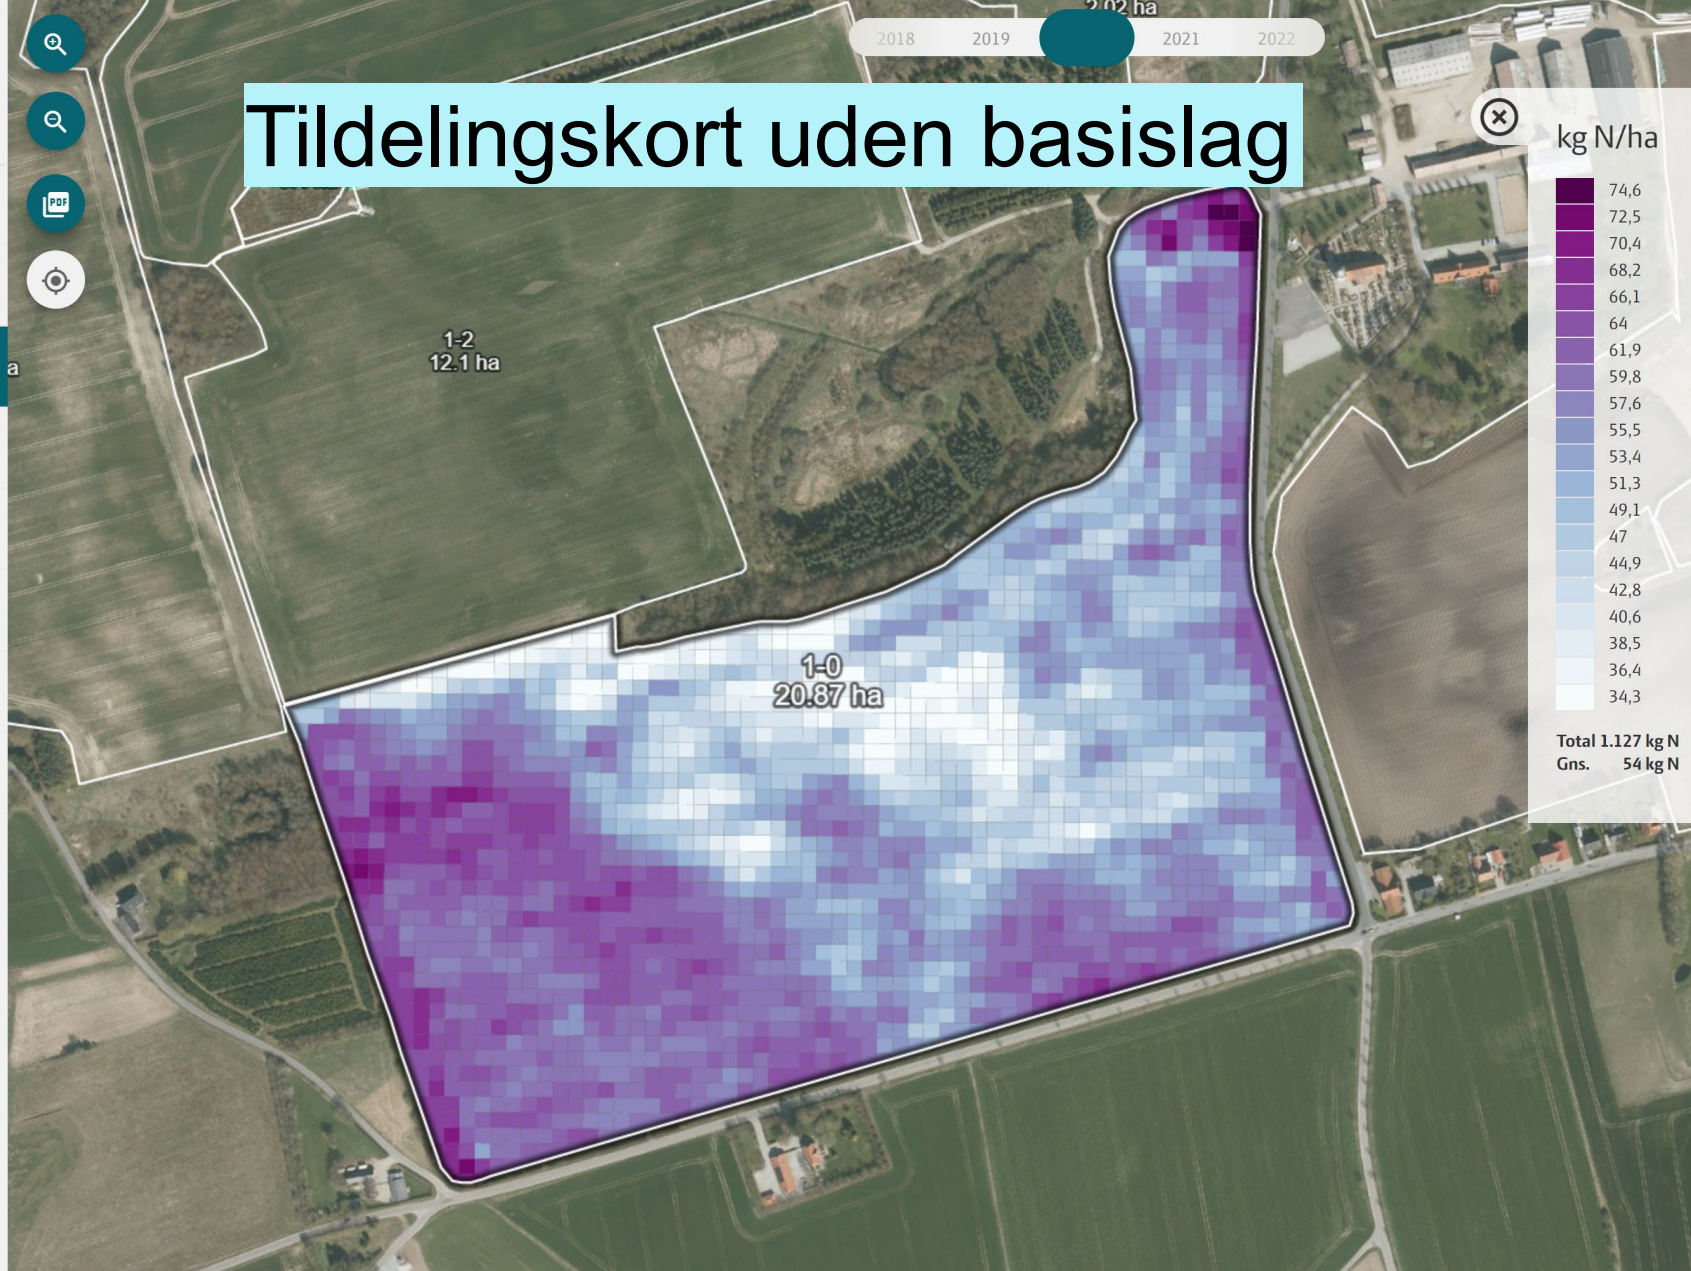 2.02 ha
2018 2019 2021 2022
Tildelingskort uden basislag
PDF
kg N/ha
74,6
72,5
70,4
68,2
66,1
64
61,9
59,8
57,6
55,5
53,4
51,3
49,1
47
44,9
42,8
40,6
38,5
36,4
34,3
Total 1.127 kg N
Gns. 54 kg N
1-2
12.1 ha
a
1-0
20.87 ha